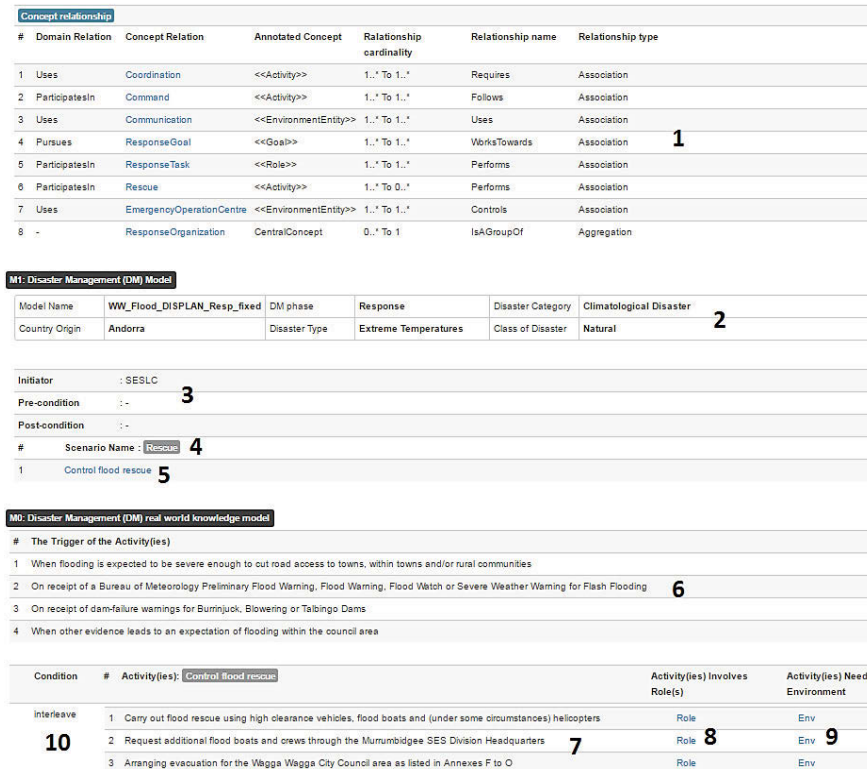 Concept relationship
# Domain Relation Concept Relation Annotated Concept Ralationship cardinality Relationship name Relationship type
1 Uses Coordination <<Activity>> 1..* To 1..* Requires Association
2 ParticipatesIn Command <<Activity>> 1..* To 1..* Follows Association
3 Uses Communication <<EnvironmentEntity>> 1..* To 1..* Uses Association
4 Pursues ResponseGoal <<Goal>> 1..* To 1..* WorksTowards Association
1
5 ParticipatesIn ResponseTask <<Role>> 1..* To 1..* Performs Association
6 ParticipatesIn Rescue <<Activity>> 1..* To 0..* Performs Association
7 Uses EmergencyOperationCentre <<EnvironmentEntity>> 1..* To 1..* Controls Association
8 - ResponseOrganization CentralConcept 0..* To 1 IsAGroupOf Aggregation
M1: Disaster Management (DM) Model
Model Name WW_Flood_DISPLAN_Resp_fixed DM phase Response Disaster Category Climatological Disaster
2
Country Origin Andorra Disaster Type Extreme Temperatures Class of Disaster Natural
Initiator : SESLC
3
Pre-condition : -
Post-condition : -
# Scenario Name : Rescue 4
1 Control flood rescue 5
M0: Disaster Management (DM) real world knowledge model
# The Trigger of the Activity(ies)
1 When flooding is expected to be severe enough to cut road access to towns, within towns and/or rural communities
2 On receipt of a Bureau of Meteorology Preliminary Flood Warning, Flood Warning, Flood Watch or Severe Weather Warning for Flash Flooding 6
3 On receipt of dam-failure warnings for Burrinjuck, Blowering or Talbingo Dams
4 When other evidence leads to an expectation of flooding within the council area
Condition # Activity(ies): Control flood rescue Activity(ies) Involves Role(s) Activity(ies) Need Environment
interleave 1 Carry out flood rescue using high clearance vehicles, flood boats and (under some circumstances) helicopters Role Env
10 2 Request additional flood boats and crews through the Murrumbidgee SES Division Headquarters 7 Role 8 Env 9
3 Arranging evacuation for the Wagga Wagga City Council area as listed in Annexes F to O Role Env